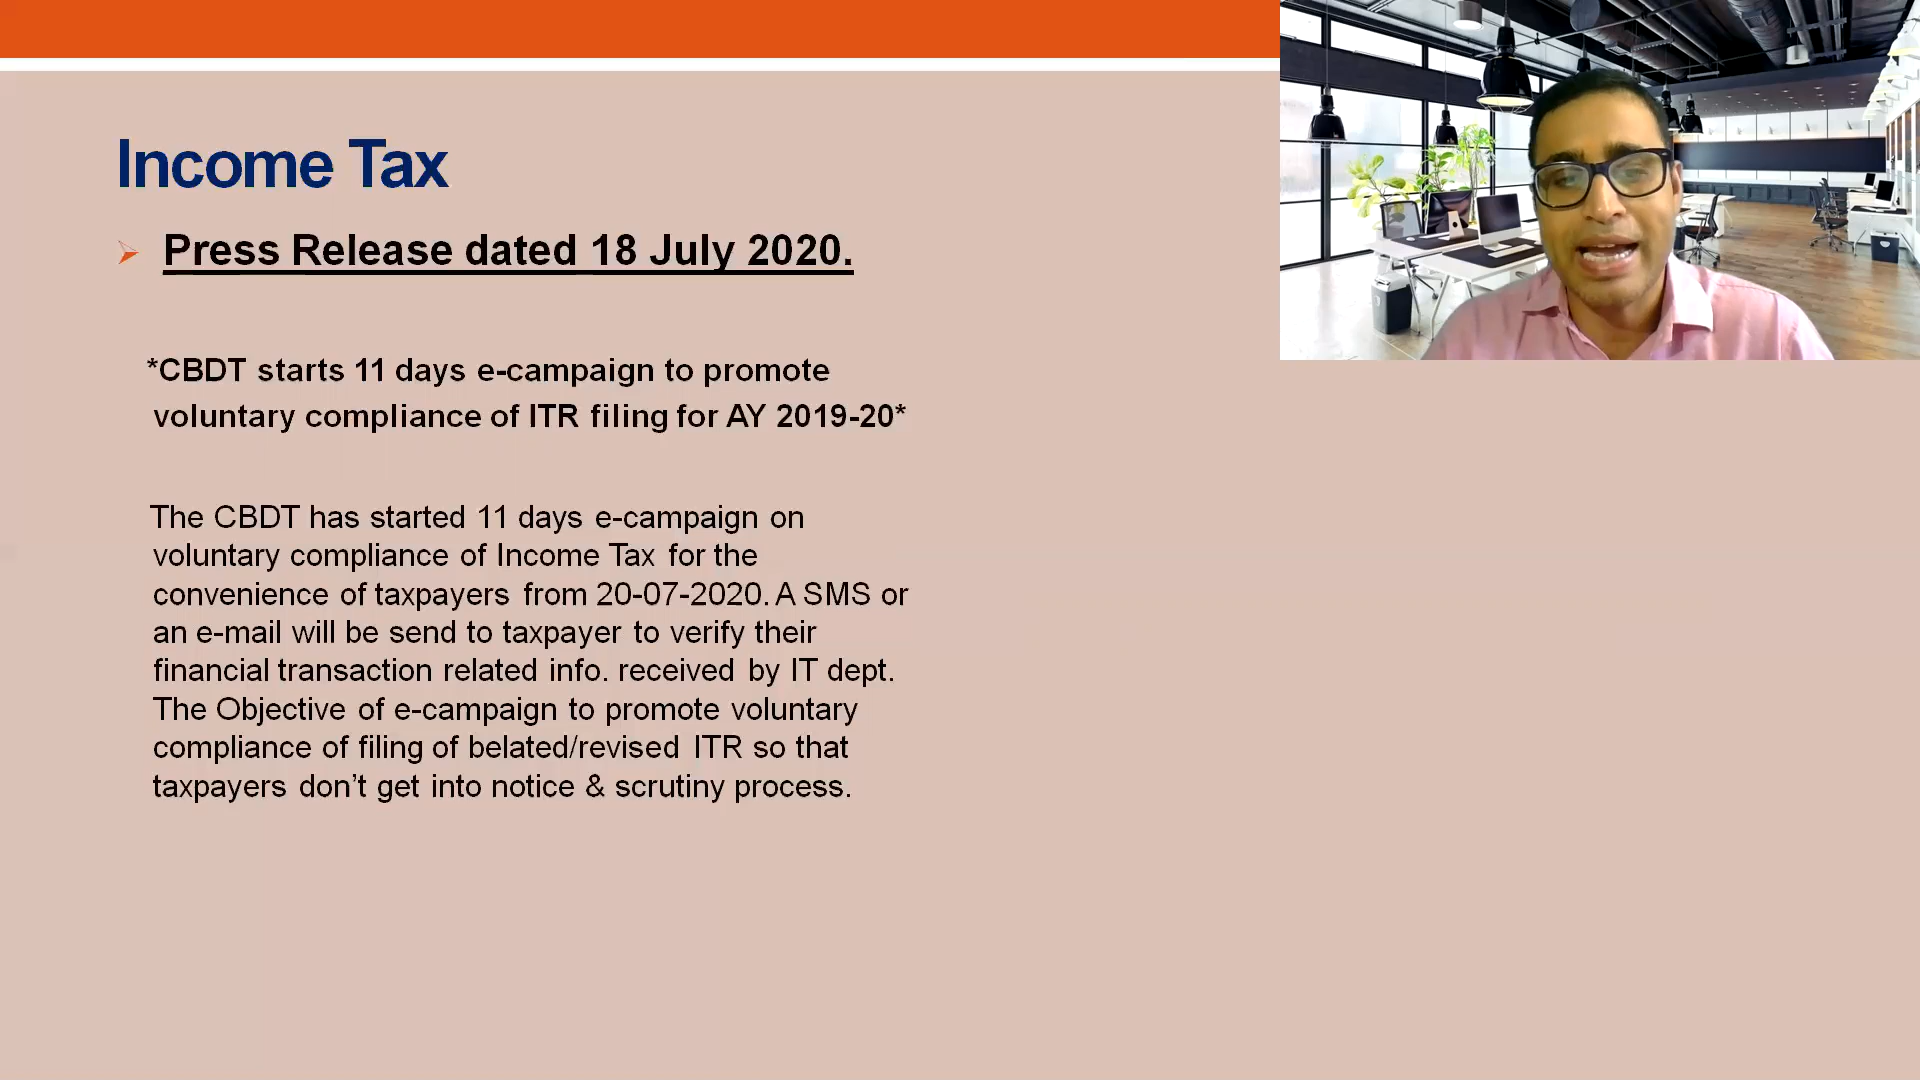 Income Tax
Press Release dated 18 July 2020.
*CBDT starts 11 days e-campaign to promote
voluntary compliance of ITR filing for AY 2019-20*
The CBDT has started 11 days e-campaign on
voluntary compliance of Income Tax for the
convenience of taxpayers from 20-07-2020. A SMS or
an e-mail will be send to taxpayer to verify their
financial transaction related info. received by IT dept.
The Objective of e-campaign to promote voluntary
compliance of filing of belated/revised ITR so that
taxpayers don’t get into notice & scrutiny process.